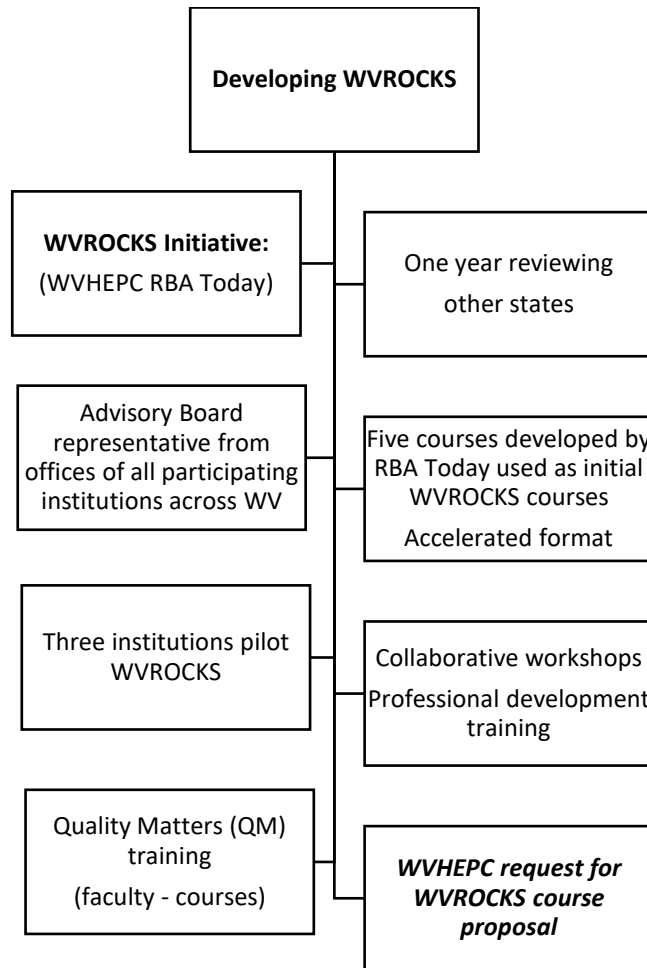 Developing WVROCKS
WVROCKS Initiative:
(WVHEPC RBA Today)
One year reviewing
other states
Advisory Board
representative from
offices of all participating
institutions across WV
Five courses developed by
RBA Today used as initial
WVROCKS courses
Accelerated format
Three institutions pilot
WVROCKS
Collaborative workshops
Professional development
training
Quality Matters (QM)
training
(faculty - courses)
WVHEPC request for
WVROCKS course
proposal